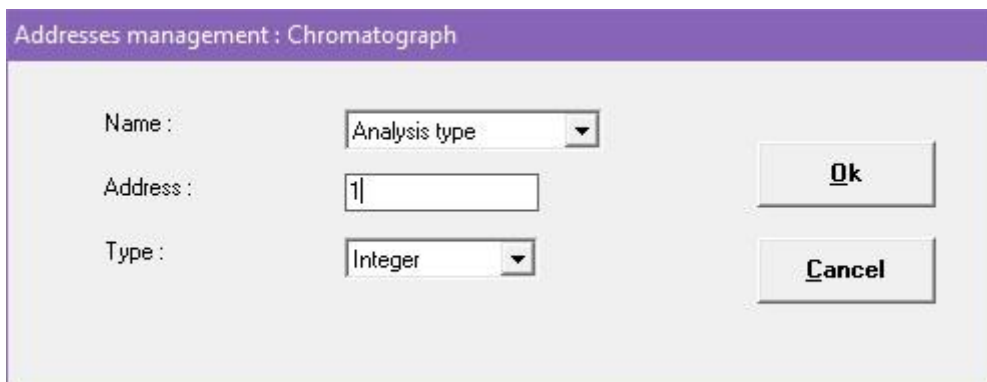 Addresses management : Chromatograph
Name :
Analysis type
Address :
1
Ok
Type :
Integer
Cancel